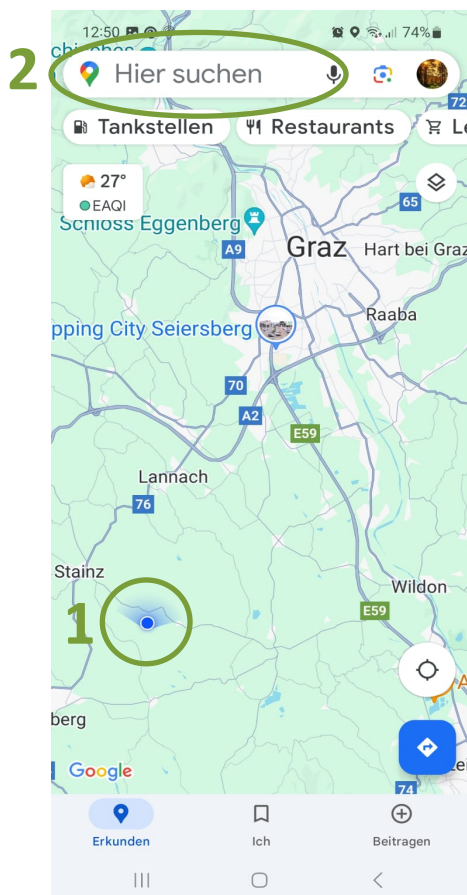 12:50
74%
2
Hier suchen
72
Tankstellen
Restaurants
27°
EAQI
65
Schloss Eggenberg
A9
Graz
Hart bei Graz
Raaba
pping City Seiersberg
70
A2
E59
Lannach
76
Stainz
1
Wildon
E59
berg
Google
74
Erkunden
Ich
Beitragen